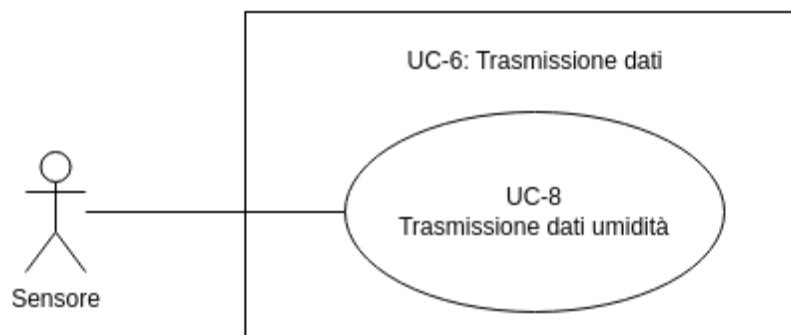 UC-6: Trasmissione dati
UC-8
Trasmissione dati umidità
Sensore